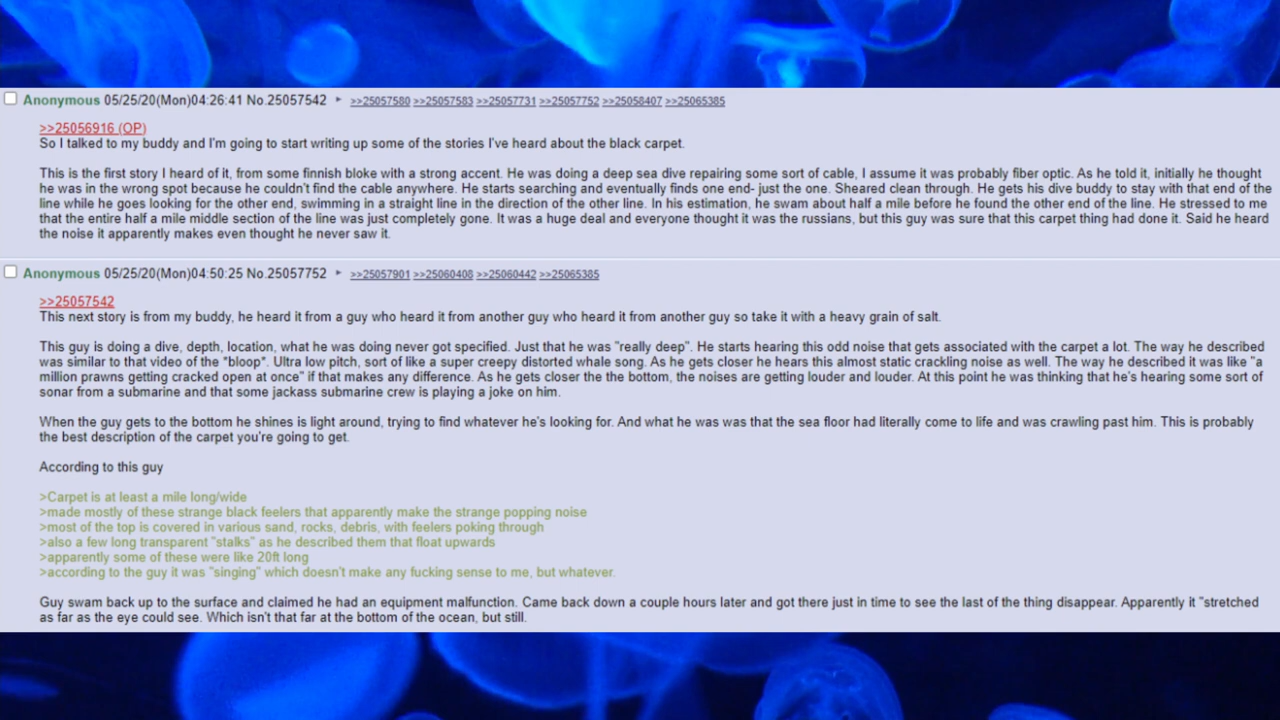 Anonymous 05/25/20(Mon)04:26:41 No.25057542 ▸ >>25057580 >>25057583 >>25057731 >>25057752 >>25058407 >>25065385
>>25056916 (OP)
So I talked to my buddy and I'm going to start writing up some of the stories I've heard about the black carpet.
This is the first story I heard of it, from some finnish bloke with a strong accent. He was doing a deep sea dive repairing some sort of cable, I assume it was probably fiber optic. As he told it, initially he thought
he was in the wrong spot because he couldn't find the cable anywhere. He starts searching and eventually finds one end- just the one. Sheared clean through. He gets his dive buddy to stay with that end of the
line while he goes looking for the other end, swimming in a straight line in the direction of the other line. In his estimation, he swam about half a mile before he found the other end of the line. He stressed to me
that the entire half a mile middle section of the line was just completely gone. It was a huge deal and everyone thought it was the russians, but this guy was sure that this carpet thing had done it. Said he heard
the noise it apparently makes even thought he never saw it.
Anonymous 05/25/20(Mon)04:50:25 No.25057752 ▸ >>25057901 >>25060408 >>25060442 >>25065385
>>25057542
This next story is from my buddy, he heard it from a guy who heard it from another guy who heard it from another guy so take it with a heavy grain of salt.
This guy is doing a dive, depth, location, what he was doing never got specified. Just that he was "really deep". He starts hearing this odd noise that gets associated with the carpet a lot. The way he described
was similar to that video of the *bloop*. Ultra low pitch, sort of like a super creepy distorted whale song. As he gets closer he hears this almost static crackling noise as well. The way he described it was like "a
million prawns getting cracked open at once" if that makes any difference. As he gets closer the the bottom, the noises are getting louder and louder. At this point he was thinking that he's hearing some sort of
sonar from a submarine and that some jackass submarine crew is playing a joke on him.
When the guy gets to the bottom he shines is light around, trying to find whatever he's looking for. And what he was was that the sea floor had literally come to life and was crawling past him. This is probably
the best description of the carpet you're going to get.
According to this guy
>Carpet is at least a mile long/wide
>made mostly of these strange black feelers that apparently make the strange popping noise
>most of the top is covered in various sand, rocks, debris, with feelers poking through
>also a few long transparent "stalks" as he described them that float upwards
>apparently some of these were like 20ft long
>according to the guy it was "singing" which doesn't make any fucking sense to me, but whatever.
Guy swam back up to the surface and claimed he had an equipment malfunction. Came back down a couple hours later and got there just in time to see the last of the thing disappear. Apparently it "stretched
as far as the eye could see. Which isn't that far at the bottom of the ocean, but still.